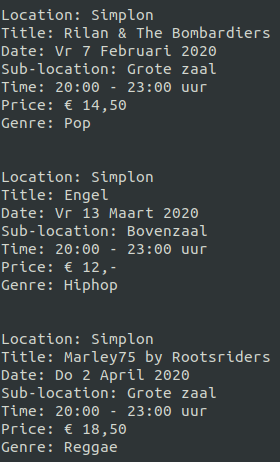 Location: Simplon
Title: Rilan & The Bombardiers
Date: Vr 7 Februari 2020
Sub-location: Grote zaal
Time: 20:00 - 23:00 uur
Price: € 14,50
Genre: Pop
Location: Simplon
Title: Engel
Date: Vr 13 Maart 2020
Sub-location: Bovenzaal
Time: 20:00 - 23:00 uur
Price: € 12,-
Genre: Hiphop
Location: Simplon
Title: Marley75 by Rootsriders
Date: Do 2 April 2020
Sub-location: Grote zaal
Time: 20:00 - 23:00 uur
Price: € 18,50
Genre: Reggae